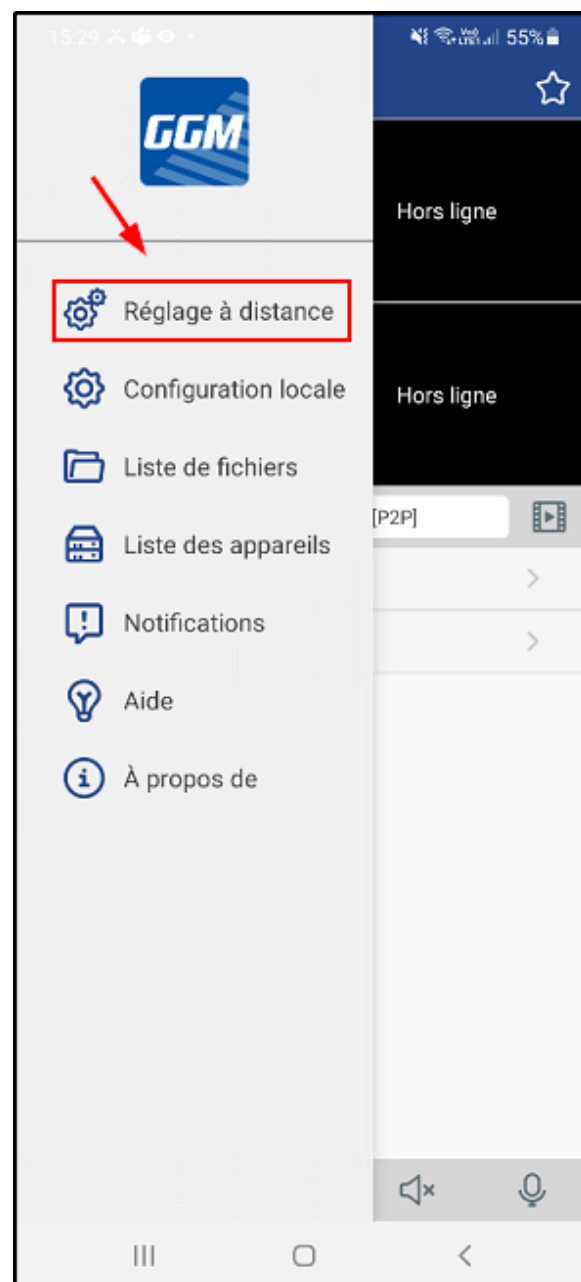 15:29
55%
GGM
Hors ligne
Réglage à distance
Configuration locale
Hors ligne
Liste de fichiers
[P2P]
Liste des appareils
Notifications
Aide
À propos de